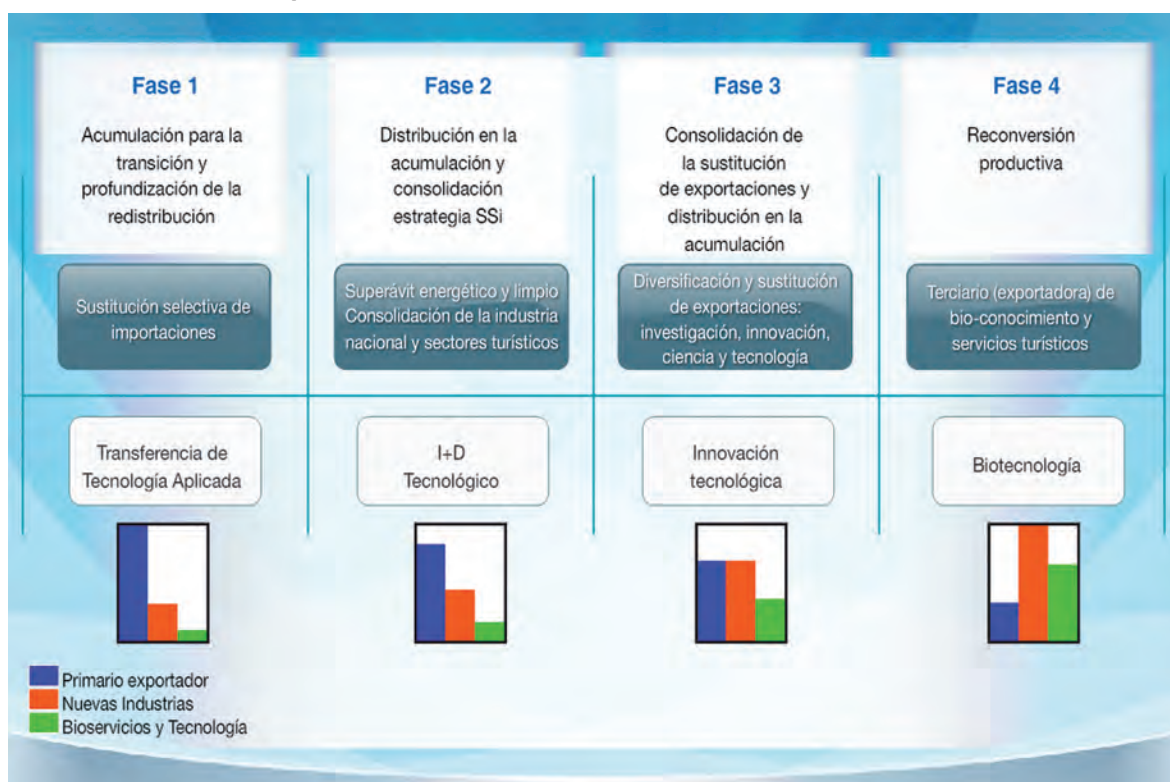 Fase 1
Acumulación para la
transición y
profundización de la
redistribución
Sustitución selectiva de
importaciones
Transferencia de
Tecnología Aplicada
Fase 2
Distribución en la
acumulación y
consolidación
estrategia SSi
Superávit energético y limpio
Consolidación de la industria
nacional y sectores turísticos
I+D
Tecnológico
Fase 3
Consolidación de
la sustitución
de exportaciones y
distribución en la
acumulación
Diversificación y sustitución
de exportaciones:
investigación, innovación,
ciencia y tecnología
Innovación
tecnológica
Fase 4
Reconversión
productiva
Terciario (exportadora) de
bio-conocimiento y
servicios turísticos
Biotecnología
Primario exportador
Nuevas Industrias
Bioservicios y Tecnología